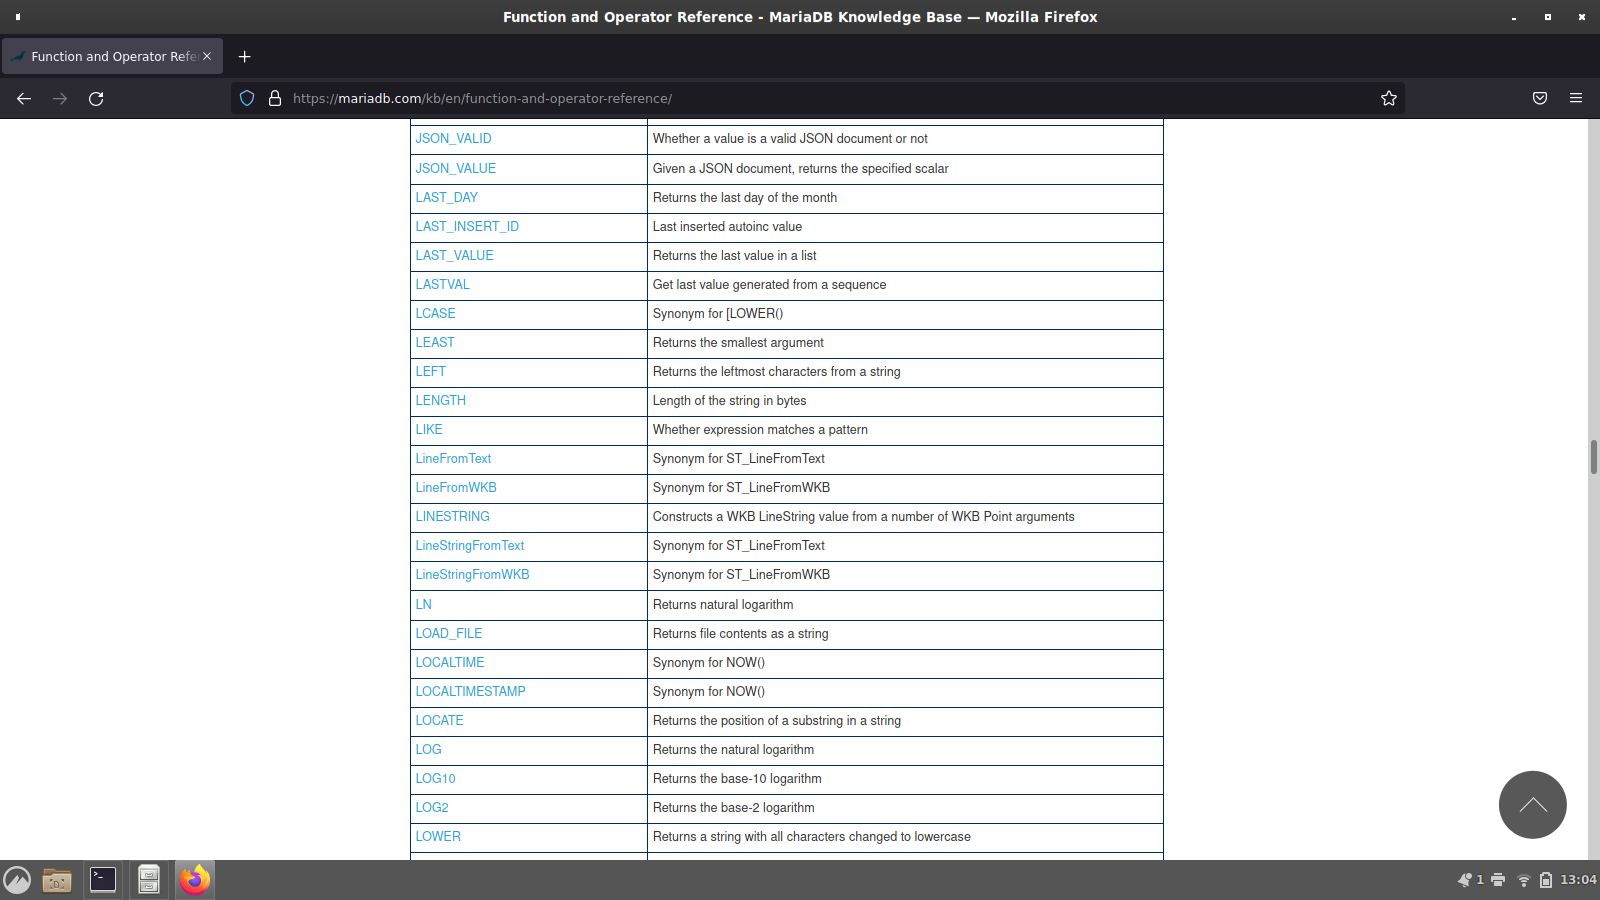 Function and Operator Reference - MariaDB Knowledge Base — Mozilla Firefox
Function and Operator Refe
https://mariadb.com/kb/en/function-and-operator-reference/
JSON_VALID Whether a value is a valid JSON document or not
JSON_VALUE Given a JSON document, returns the specified scalar
LAST_DAY Returns the last day of the month
LAST_INSERT_ID Last inserted autoinc value
LAST_VALUE Returns the last value in a list
LASTVAL Get last value generated from a sequence
LCASE Synonym for [LOWER()
LEAST Returns the smallest argument
LEFT Returns the leftmost characters from a string
LENGTH Length of the string in bytes
LIKE Whether expression matches a pattern
LineFromText Synonym for ST_LineFromText
LineFromWKB Synonym for ST_LineFromWKB
LINESTRING Constructs a WKB LineString value from a number of WKB Point arguments
LineStringFromText Synonym for ST_LineFromText
LineStringFromWKB Synonym for ST_LineFromWKB
LN Returns natural logarithm
LOAD_FILE Returns file contents as a string
LOCALTIME Synonym for NOW()
LOCALTIMESTAMP Synonym for NOW()
LOCATE Returns the position of a substring in a string
LOG Returns the natural logarithm
LOG10 Returns the base-10 logarithm
LOG2 Returns the base-2 logarithm
LOWER Returns a string with all characters changed to lowercase
1 13:04